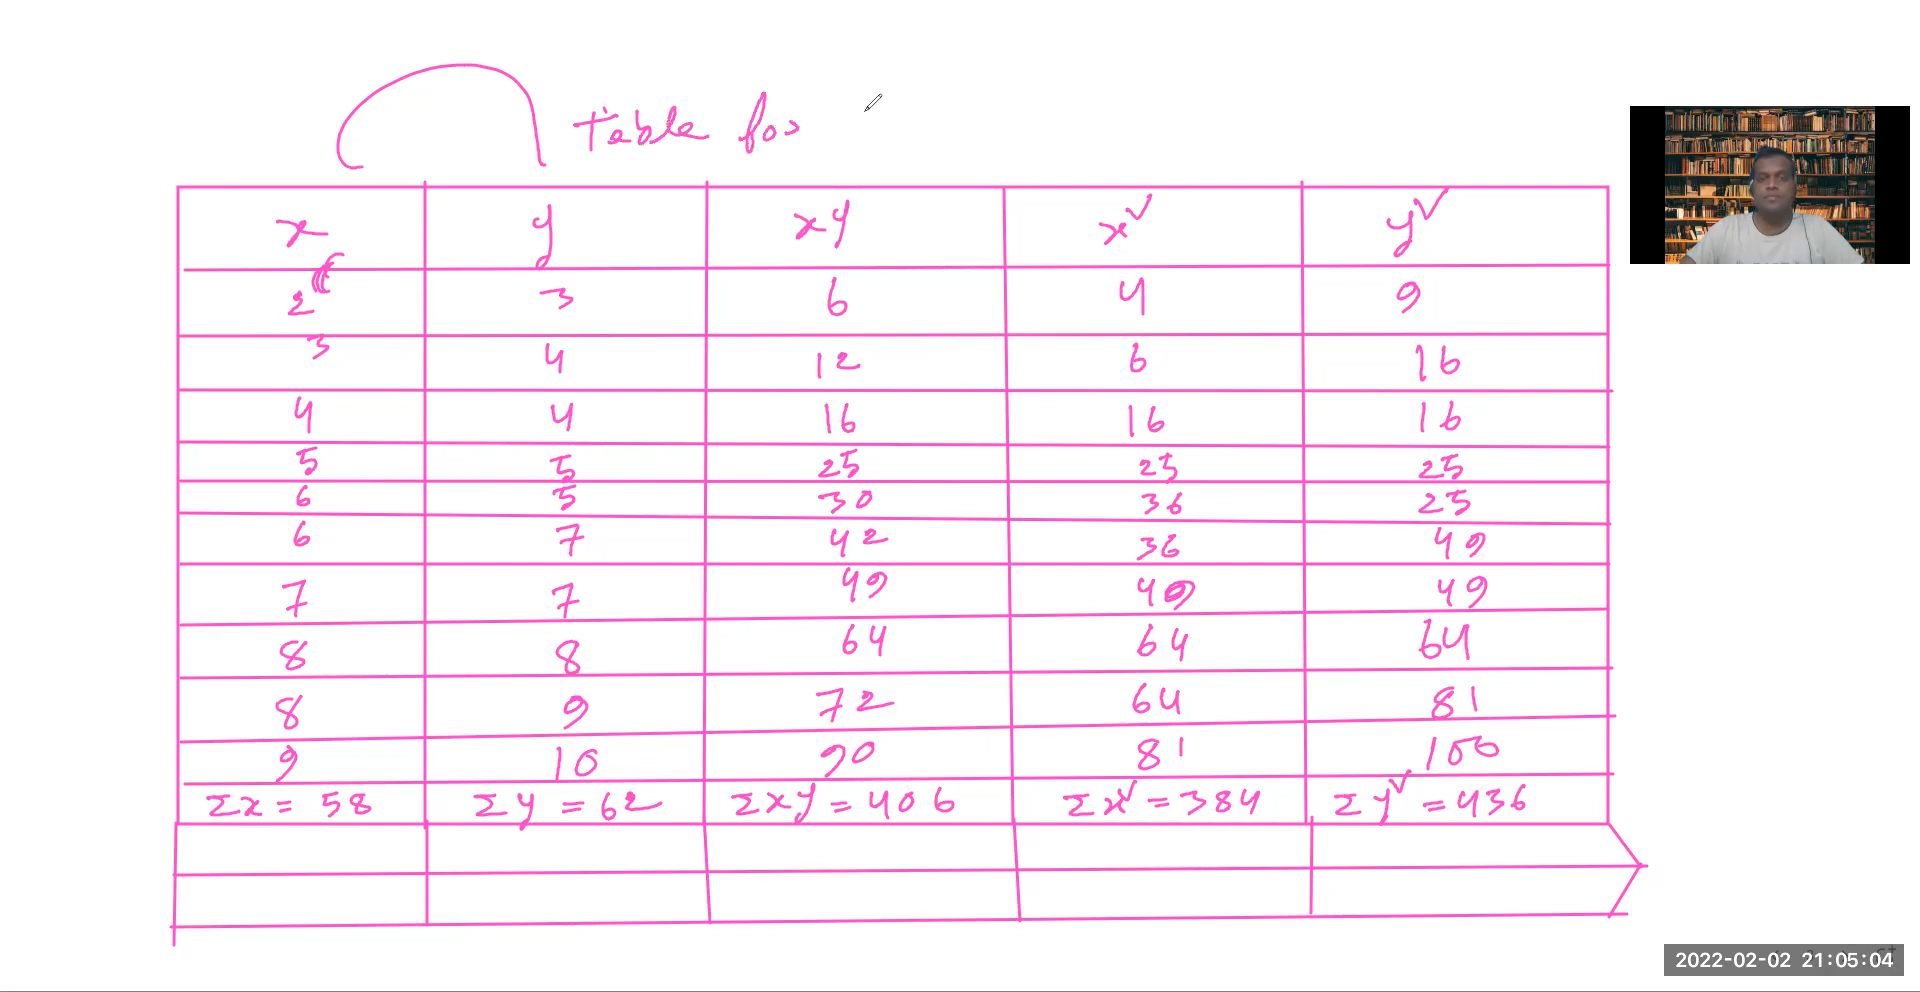 Table for
x y xy x² y²
2 3 6 4 9
3 4 12 6 16
4 4 16 16 16
5 5 25 25 25
6 5 30 36 25
6 7 42 36 49
7 7 49 49 49
8 8 64 64 64
8 9 72 64 81
9 10 90 81 100
Σx = 58 Σy = 62 Σxy = 406 Σx² = 384 Σy² = 436
2022-02-02 21:05:04